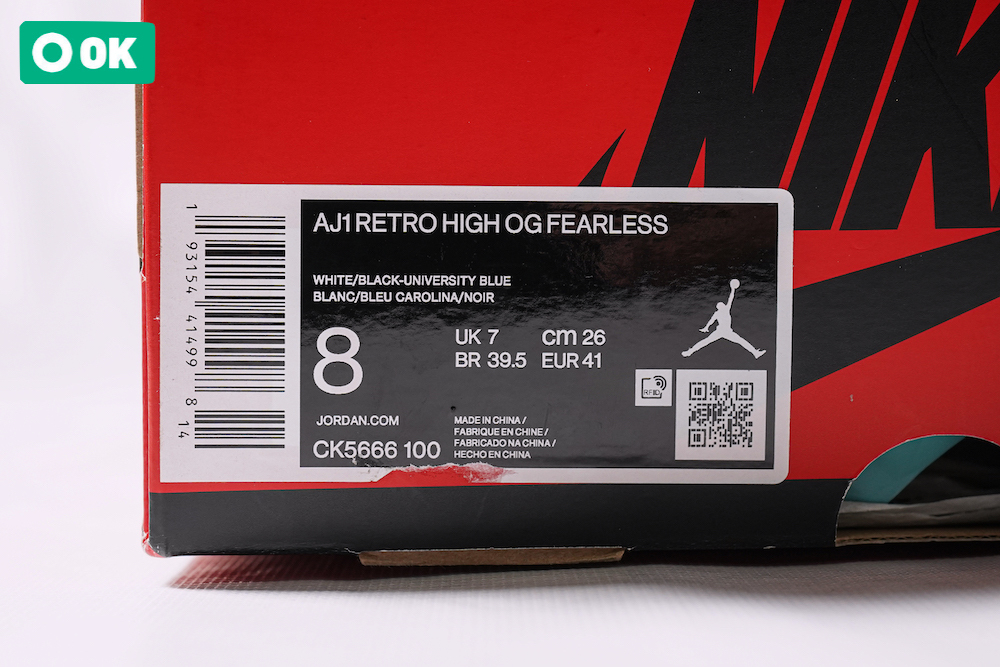 OK
NIK
AJ1 RETRO HIGH OG FEARLESS
WHITE/BLACK-UNIVERSITY BLUE
BLANC/BLEU CAROLINA/NOIR
8
UK 7 cm 26
BR 39.5 EUR 41
RFID
JORDAN.COM
CK5666 100
MADE IN CHINA /
FABRIQUE EN CHINE /
FABRICADO NA CHINA /
HECHO EN CHINA
1 93154 41499 8 14